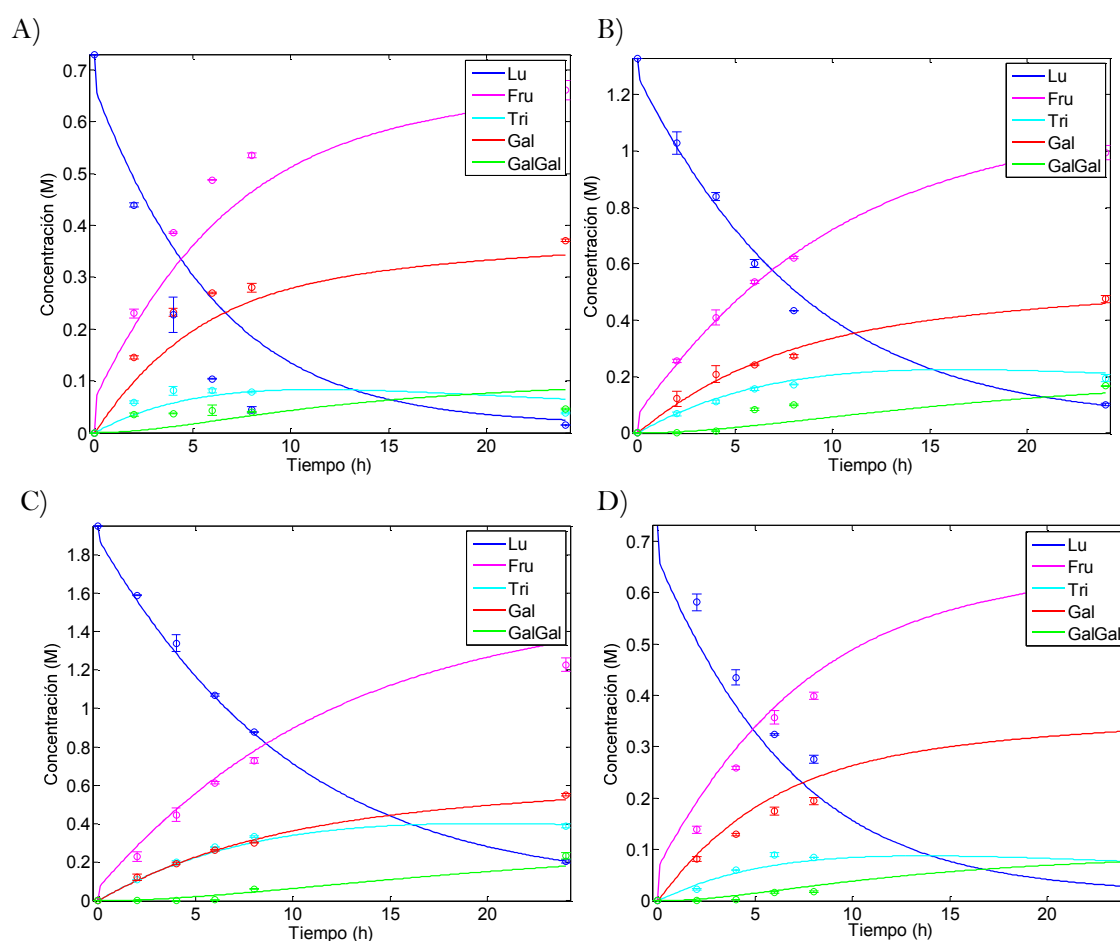 A)
0.7
0.6
0.5
0.4
0.3
0.2
0.1
0
0 5 10 15 20
Concentración (M)
Tiempo (h)
Lu
Fru
Tri
Gal
GalGal
B)
1.2
1
0.8
0.6
0.4
0.2
0
0 5 10 15 20
Concentración (M)
Tiempo (h)
Lu
Fru
Tri
Gal
GalGal
C)
1.8
1.6
1.4
1.2
1
0.8
0.6
0.4
0.2
0
0 5 10 15 20
Concentración (M)
Tiempo (h)
Lu
Fru
Tri
Gal
GalGal
D)
0.7
0.6
0.5
0.4
0.3
0.2
0.1
0
0 5 10 15 20
Concentración (M)
Tiempo (h)
Lu
Fru
Tri
Gal
GalGal